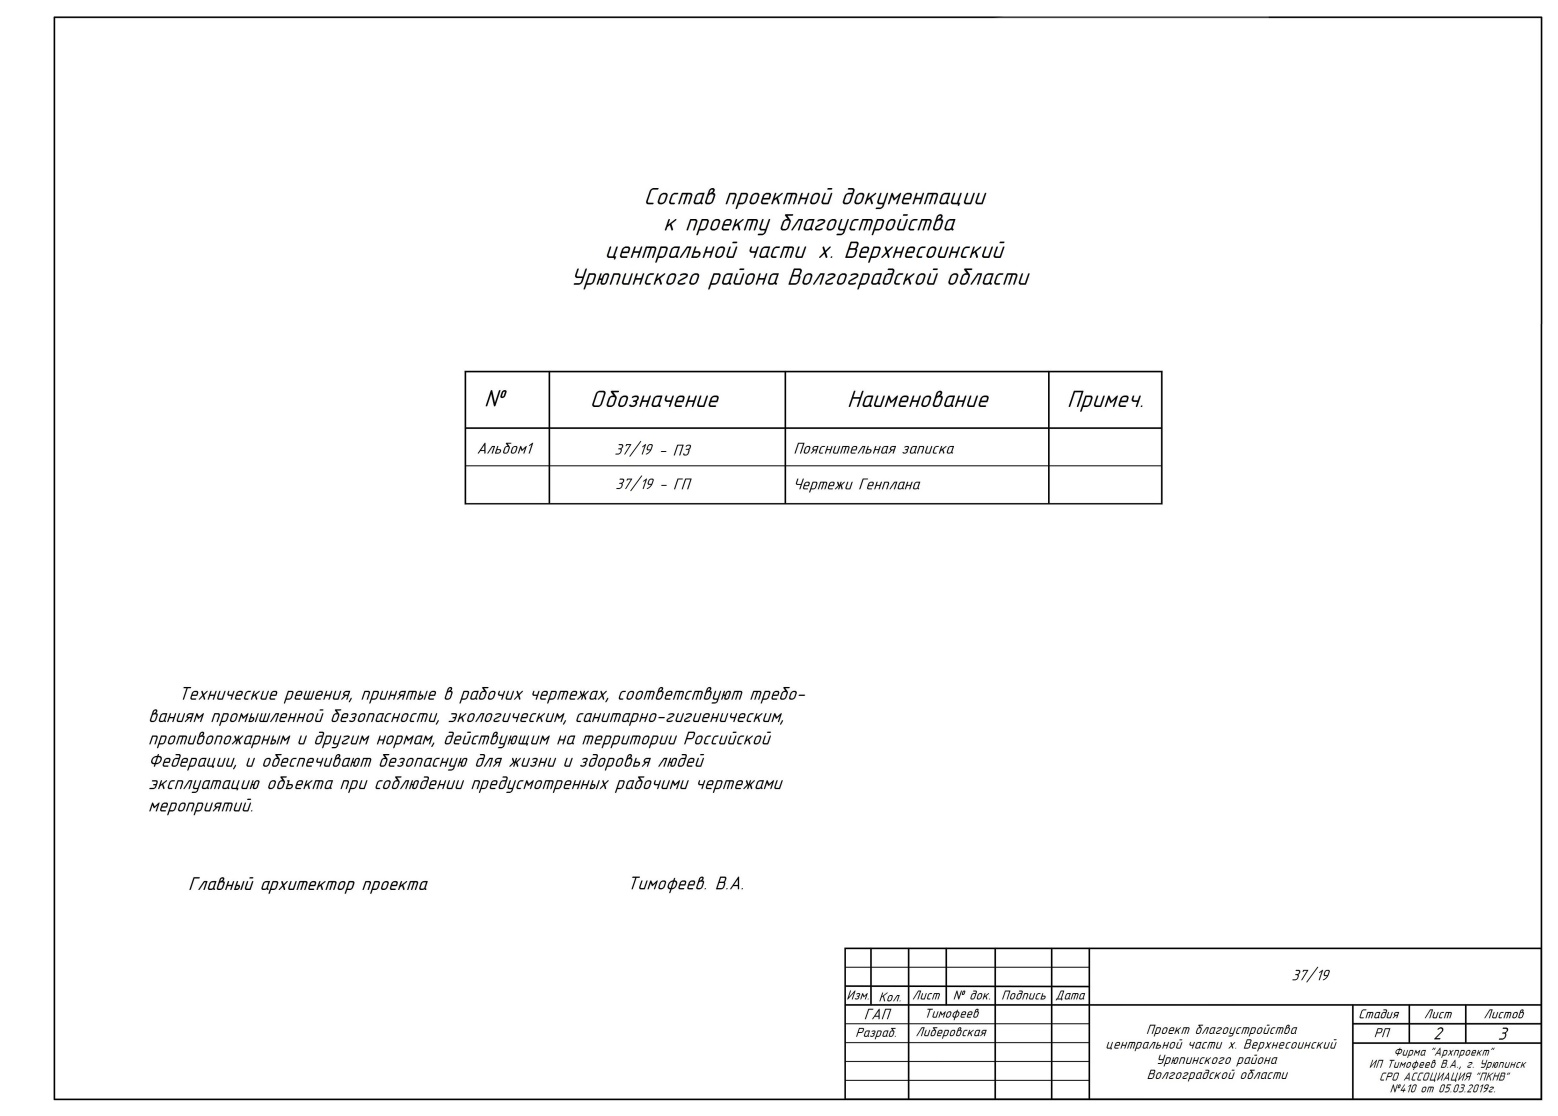 Состав проектной документации
к проекту благоустройства
центральной части х. Верхнесоинский
Урюпинского района Волгоградской области
№ Обозначение Наименование Примеч.
Альбом1 37/19 - ПЗ Пояснительная записка
37/19 - ГП Чертежи Генплана
Технические решения, принятые в рабочих чертежах, соответствуют требо-
ваниям промышленной безопасности, экологическим, санитарно-гигиеническим,
противопожарным и другим нормам, действующим на территории Российской
Федерации, и обеспечивают безопасную для жизни и здоровья людей
эксплуатацию объекта при соблюдении предусмотренных рабочими чертежами
мероприятий.
Главный архитектор проекта Тимофеев. В.А.
37/19
Изм. Кол. Лист № док. Подпись Дата
ГАП Тимофеев
Разраб. Либеровская
Проект благоустройства
центральной части х. Верхнесоинский
Урюпинского района
Волгоградской области
Стадия Лист Листов
РП 2 3
Фирма "Архпроект"
ИП Тимофеев В.А., г. Урюпинск
СРО АССОЦИАЦИЯ "ПКНВ"
№410 от 05.03.2019г.